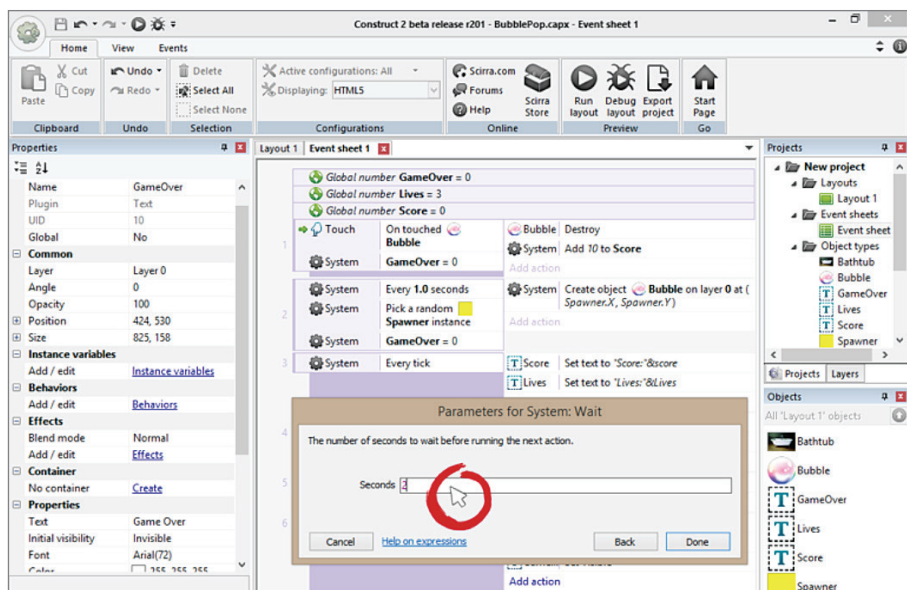 Construct 2 beta release r201 - BubblePop.capx - Event sheet 1
Home View Events
Paste
Cut
Copy
Clipboard
Undo
Redo
Undo
Delete
Select All
Select None
Selection
Active configurations: All
Displaying: HTML5
Configurations
Scirra.com
Forums
Help
Scirra Store
Online
Run layout
Debug layout
Export project
Preview
Start Page
Go
Properties
Name GameOver
Plugin Text
UID 10
Global No
Common
Layer Layer 0
Angle 0
Opacity 100
Position 424, 530
Size 825, 158
Instance variables
Add / edit Instance variables
Behaviors
Add / edit Behaviors
Effects
Blend mode Normal
Add / edit Effects
Container
No container Create
Properties
Text Game Over
Initial visibility Invisible
Font Arial(72)
Color 255, 255, 255
Layout 1 Event sheet 1
Global number GameOver = 0
Global number Lives = 3
Global number Score = 0
1
Touch On touched Bubble
System GameOver = 0
Bubble Destroy
System Add 10 to Score
Add action
2
System Every 1.0 seconds
System Pick a random Spawner instance
System GameOver = 0
System Create object Bubble on layer 0 at (Spawner.X, Spawner.Y)
Add action
3
System Every tick
Score Set text to "Score:"&score
Lives Set text to "Lives:"&Lives
4
5
6
Parameters for System: Wait
The number of seconds to wait before running the next action.
Seconds 2
Cancel Help on expressions Back Done
Add action
Projects
New project
Layouts
Layout 1
Event sheets
Event sheet
Object types
Bathtub
Bubble
GameOver
Lives
Score
Spawner
Projects Layers
Objects
All 'Layout 1' objects
Bathtub
Bubble
GameOver
Lives
Score
Spawner